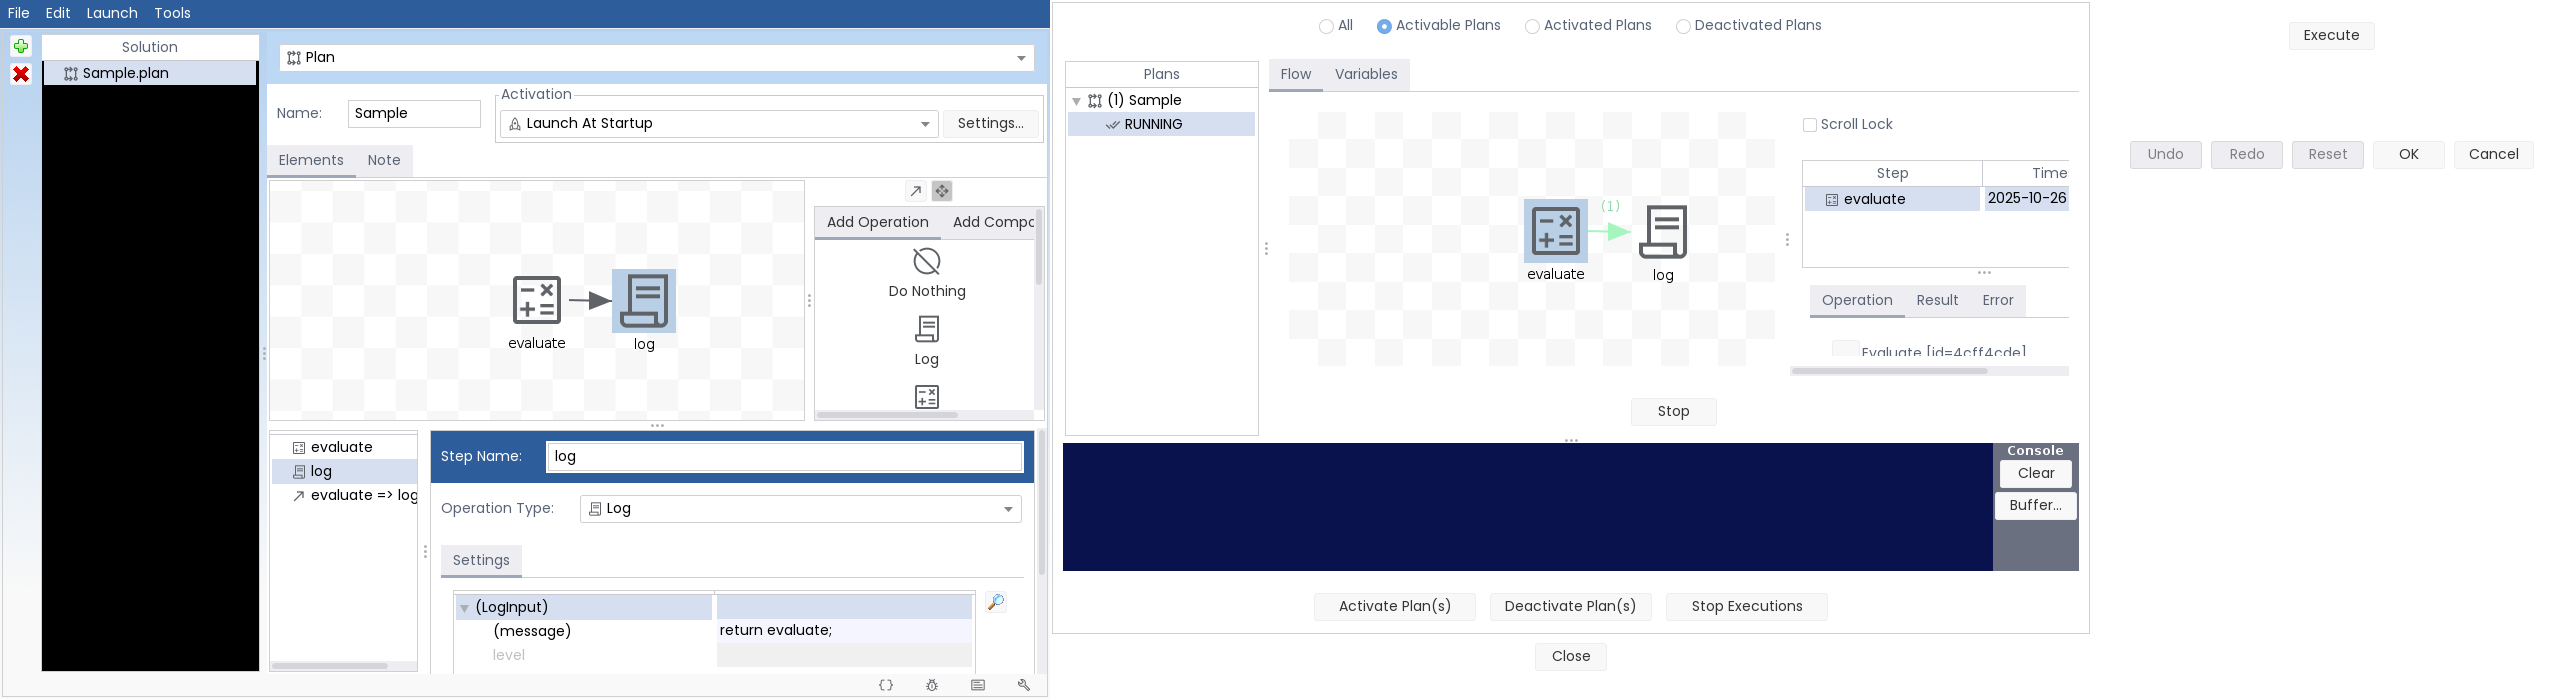 File Edit Launch Tools
Solution
Sample.plan
Plan
Name: Sample
Activation
Launch At Startup Settings...
Elements Note
evaluate
log
Add Operation Add Compo
Do Nothing
Log
evaluate
log
evaluate => log
Step Name: log
Operation Type: Log
Settings
(LogInput)
(message) return evaluate;
level
All Activable Plans Activated Plans Deactivated Plans
Plans
(1) Sample
RUNNING
Flow Variables
(1)
evaluate
log
Scroll Lock
Step Time
evaluate 2025-10-26
Operation Result Error
Evaluate [id=4cff4cde]
Stop
Console
Clear
Buffer...
Activate Plan(s) Deactivate Plan(s) Stop Executions
Close
Execute
Undo Redo Reset OK Cancel